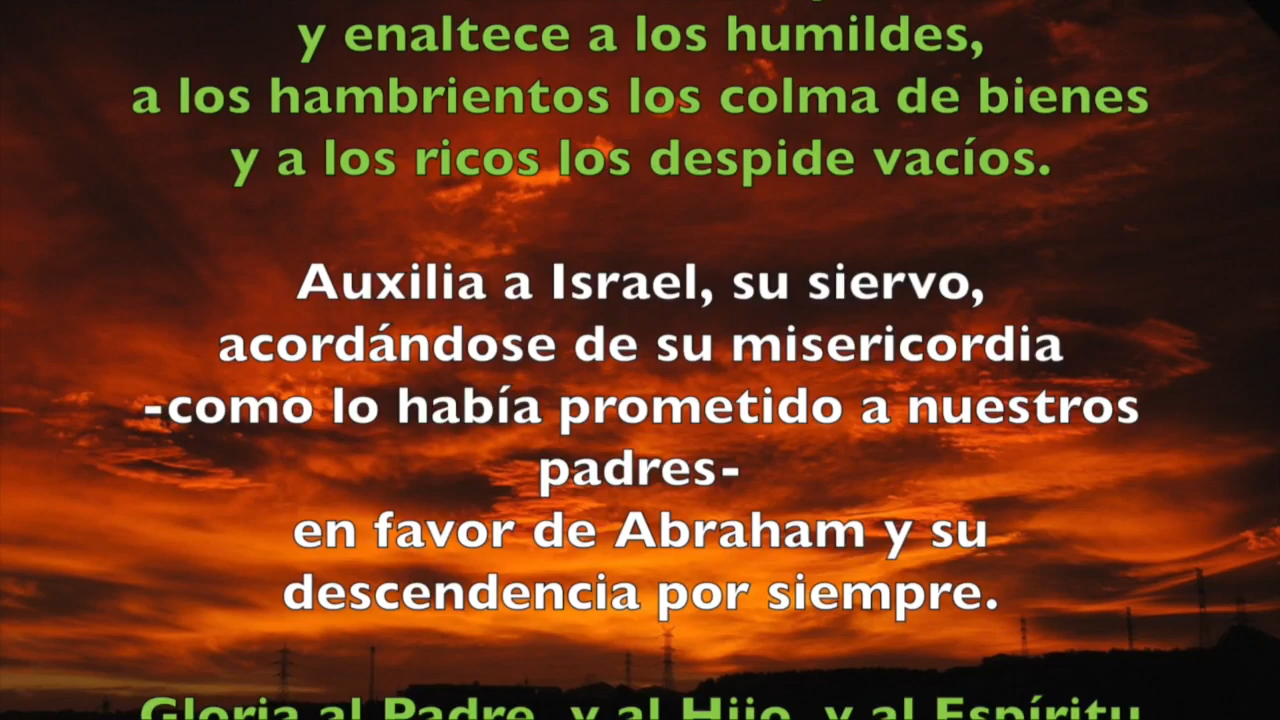 y enaltece a los humildes,
a los hambrientos los colma de bienes
y a los ricos los despide vacíos.
Auxilia a Israel, su siervo,
acordándose de su misericordia
-como lo había prometido a nuestros
padres-
en favor de Abraham y su
descendencia por siempre.
Gloria al Padre, y al Hijo, y al Espíritu